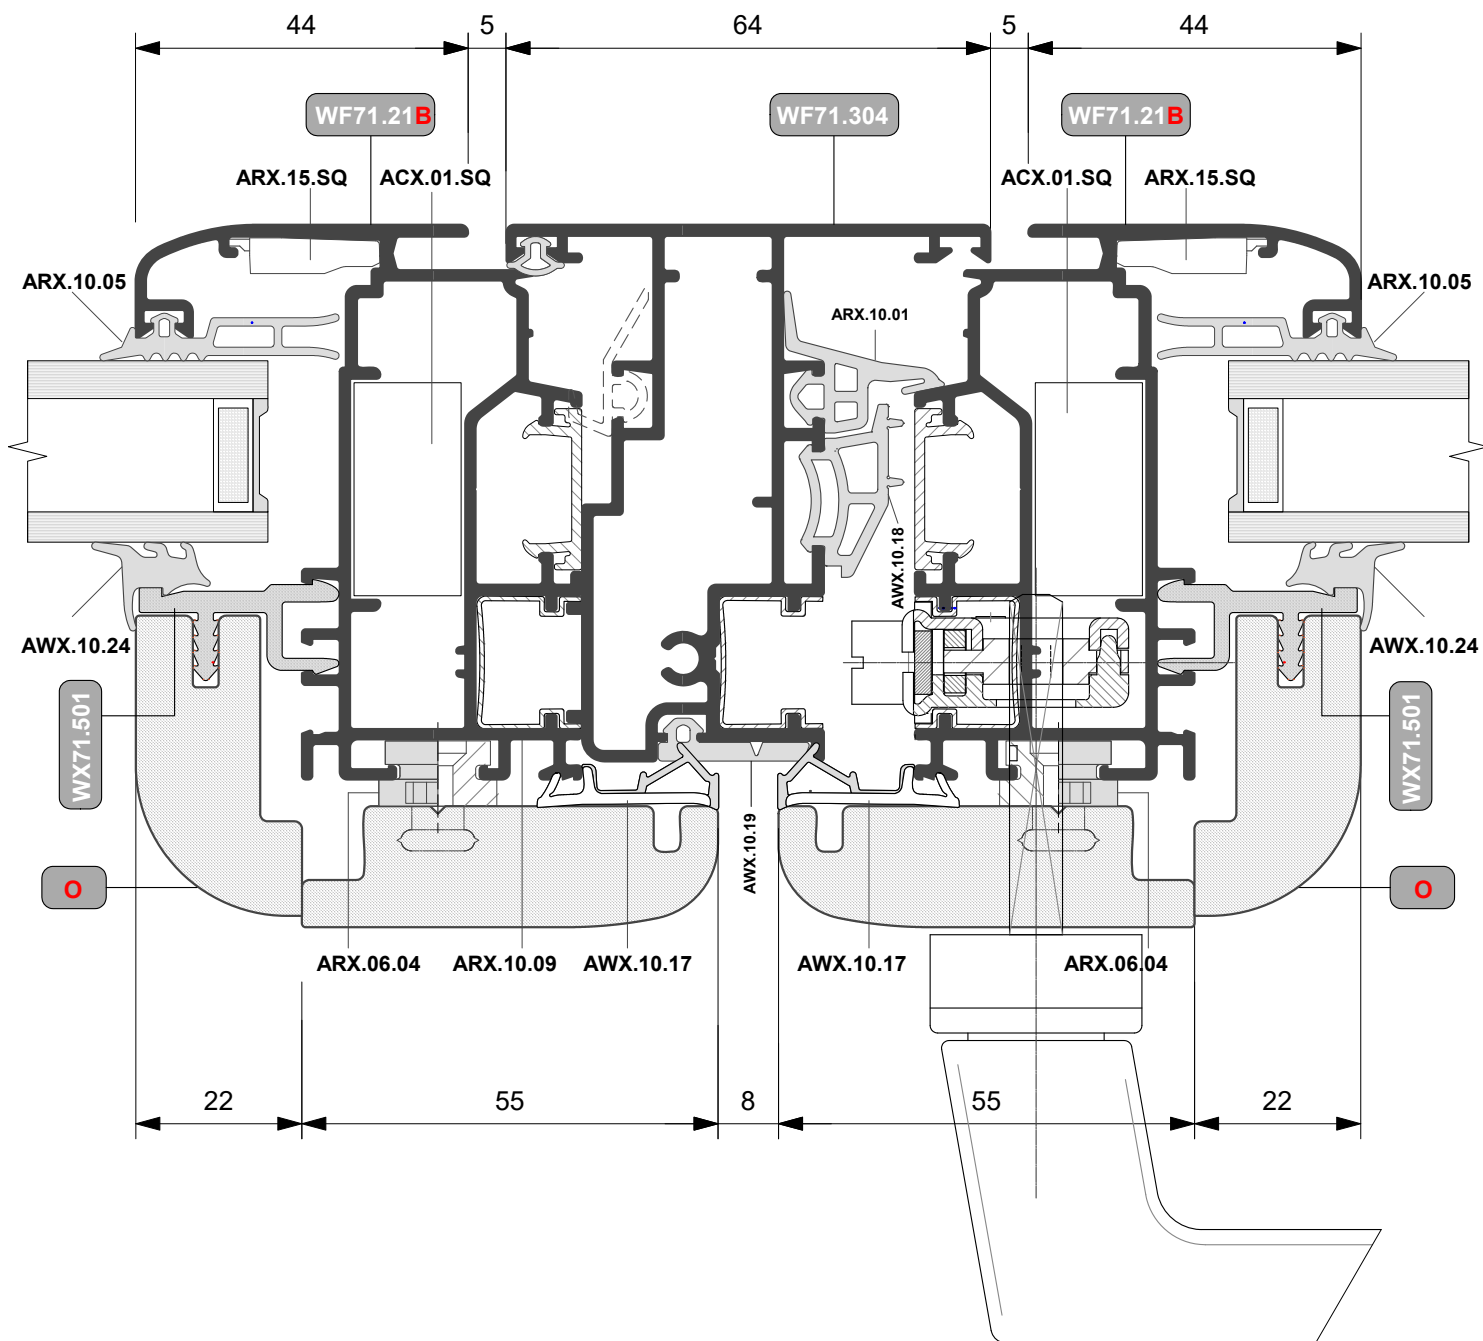 44 5 64 5 44
WF71.21B WF71.304 WF71.21B
ARX.15.SQ ACX.01.SQ ACX.01.SQ ARX.15.SQ
ARX.10.05 ARX.10.05
ARX.10.01
AWX.10.18
AWX.10.24 AWX.10.24
WX71.501 WX71.501
AWX.10.19
O O
ARX.06.04 ARX.10.09 AWX.10.17 AWX.10.17 ARX.06.04
22 55 8 55 22